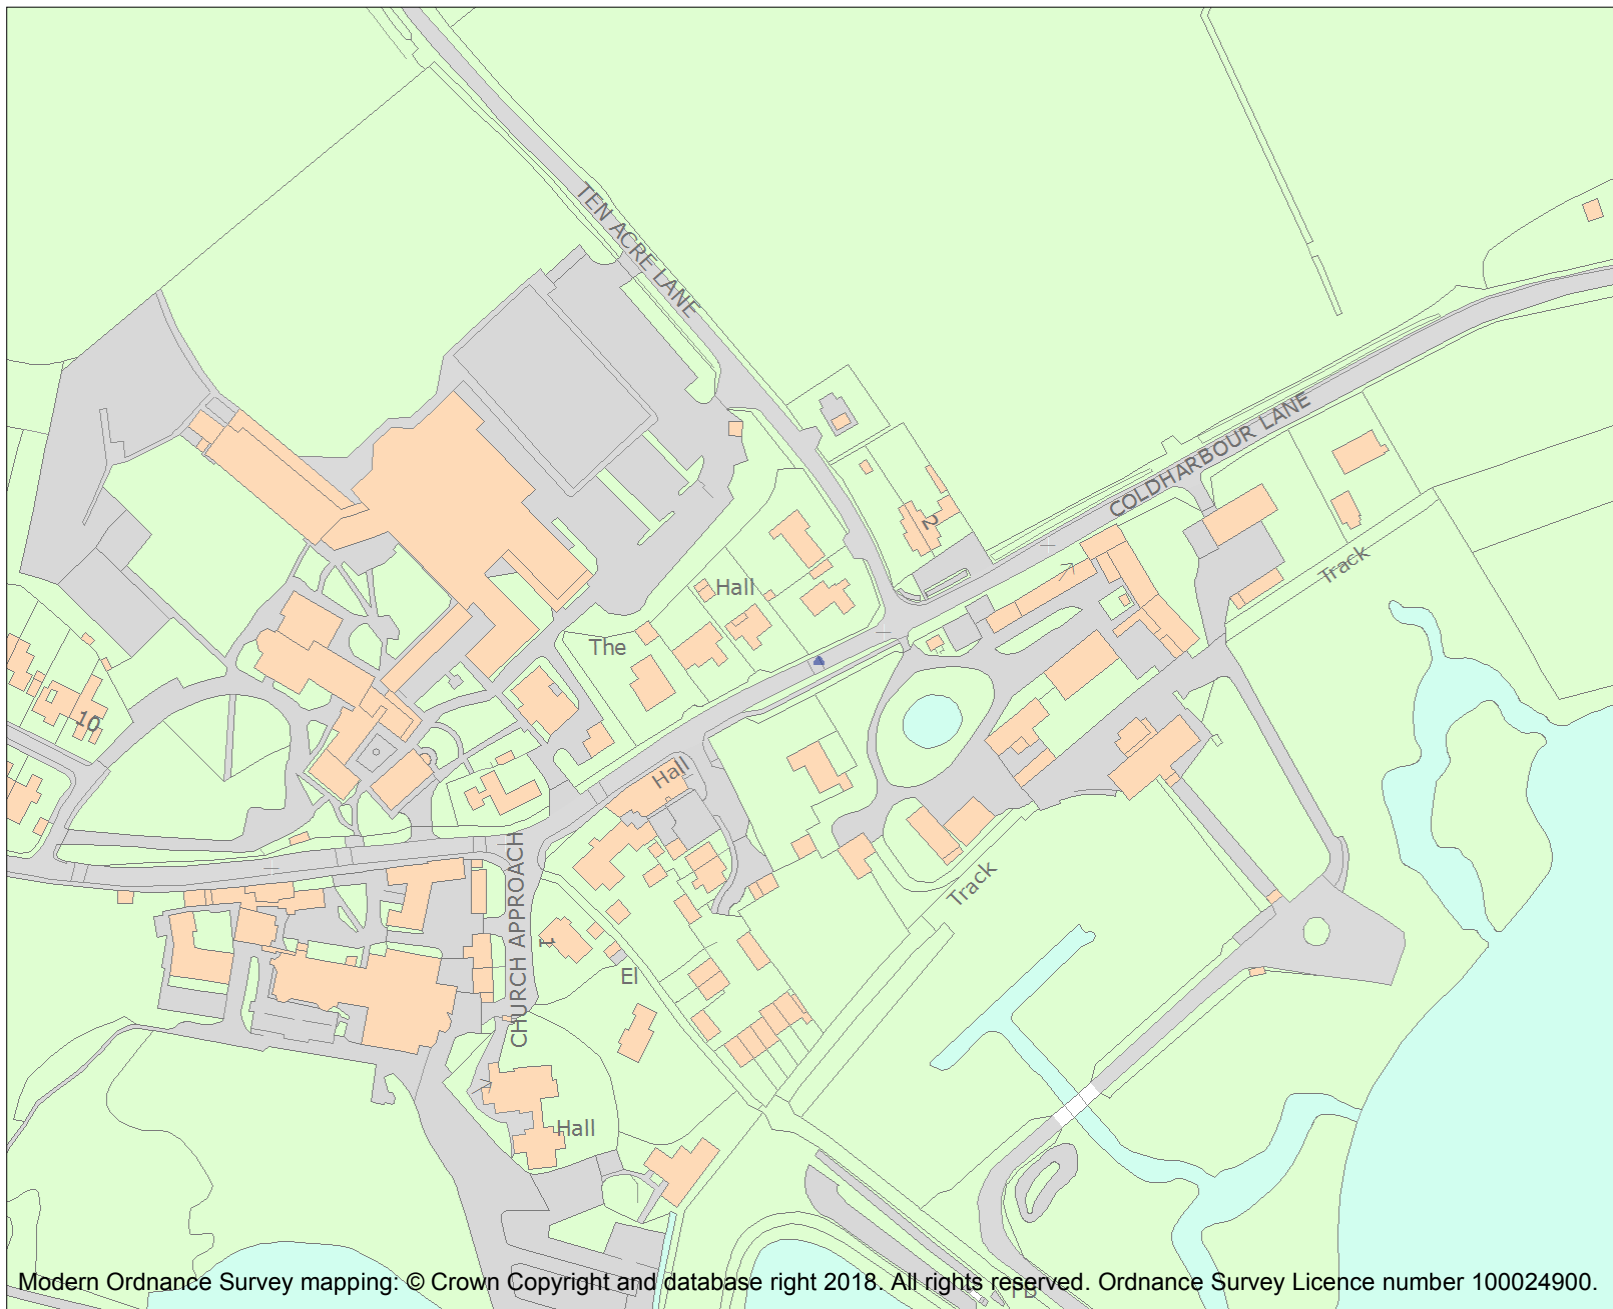 TEN ACRE LANE
COLDHARBOUR LANE
2
Track
Hall
The
10
Hall
CHURCH APPROACH
Track
1
El
Hall
FB
Modern Ordnance Survey mapping: © Crown Copyright and database right 2018. All rights reserved. Ordnance Survey Licence number 100024900.